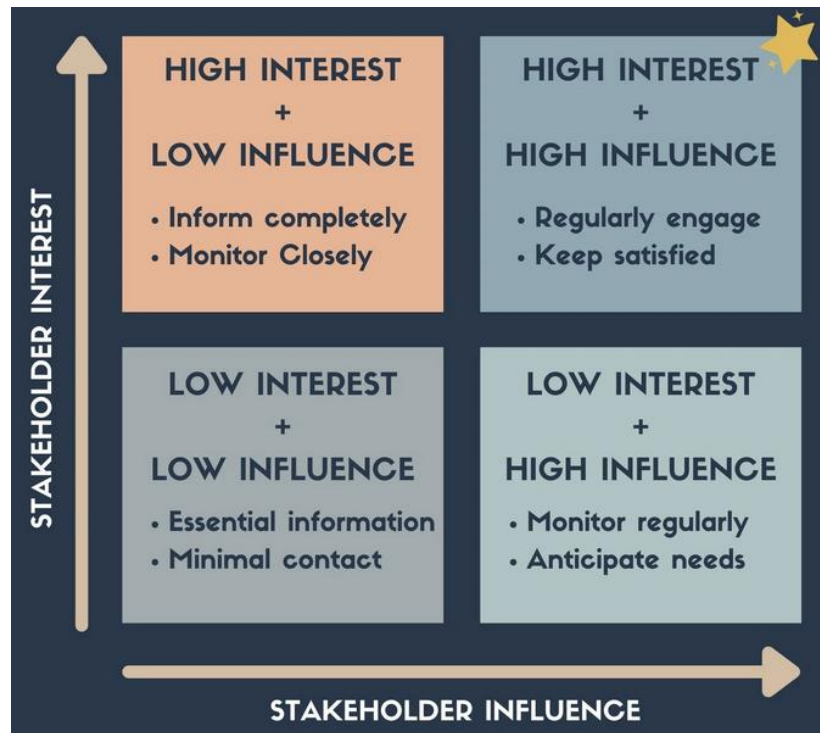 HIGH INTEREST
+
LOW INFLUENCE
• Inform completely
• Monitor Closely
HIGH INTEREST
+
HIGH INFLUENCE
• Regularly engage
• Keep satisfied
LOW INTEREST
+
LOW INFLUENCE
• Essential information
• Minimal contact
LOW INTEREST
+
HIGH INFLUENCE
• Monitor regularly
• Anticipate needs
STAKEHOLDER INTEREST
STAKEHOLDER INFLUENCE